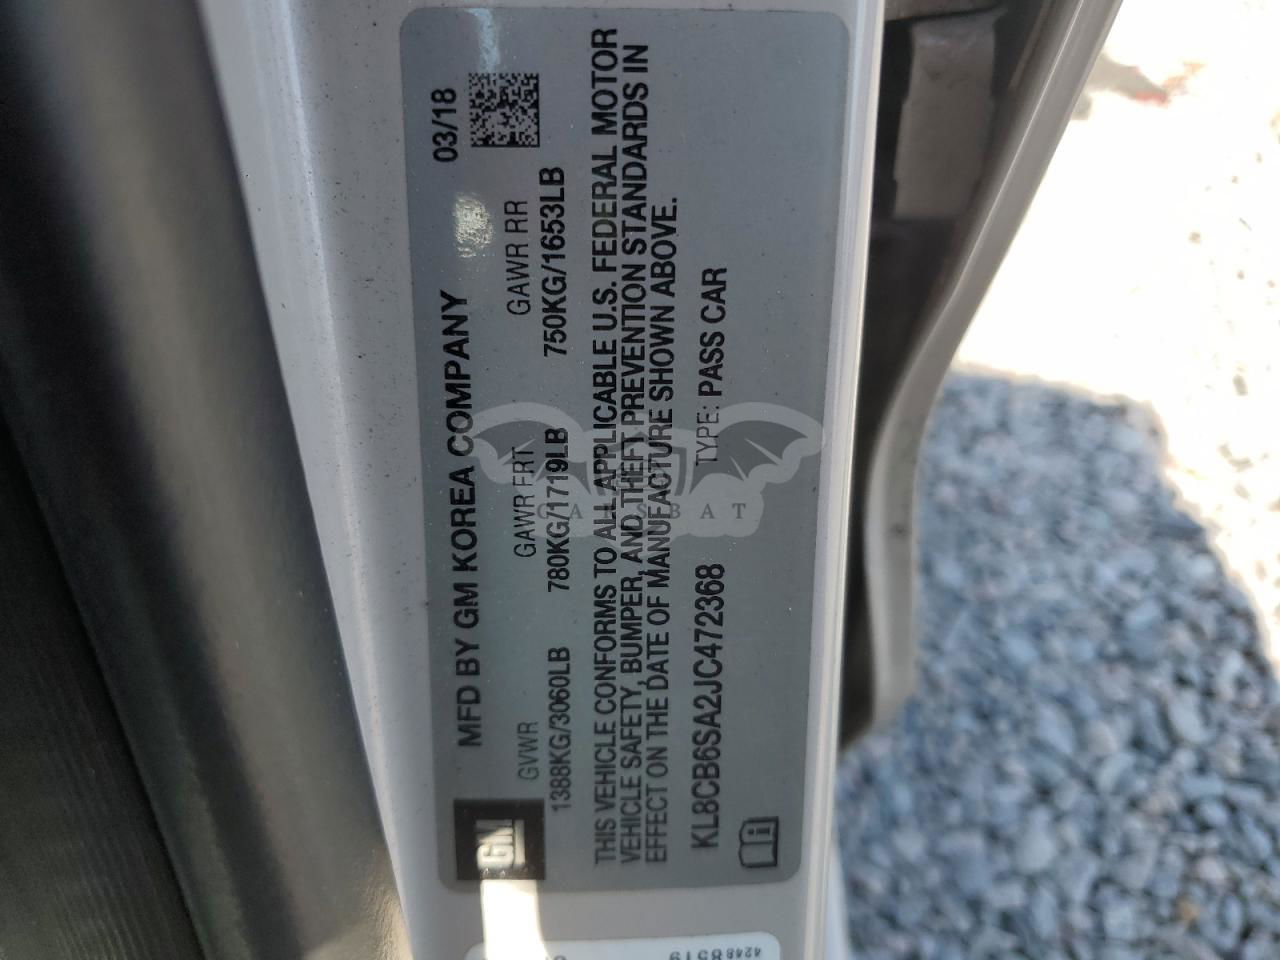 MFD BY GM KOREA COMPANY 03/18
GVWR GAWR FRT GAWR RR
1388KG/3060LB 780KG/1719LB 750KG/1653LB
THIS VEHICLE CONFORMS TO ALL APPLICABLE U.S. FEDERAL MOTOR
VEHICLE SAFETY, BUMPER, AND THEFT PREVENTION STANDARDS IN
EFFECT ON THE DATE OF MANUFACTURE SHOWN ABOVE.
KL8CB6SA2JC472368 TYPE: PASS CAR
GM
CARSBAT
42488519